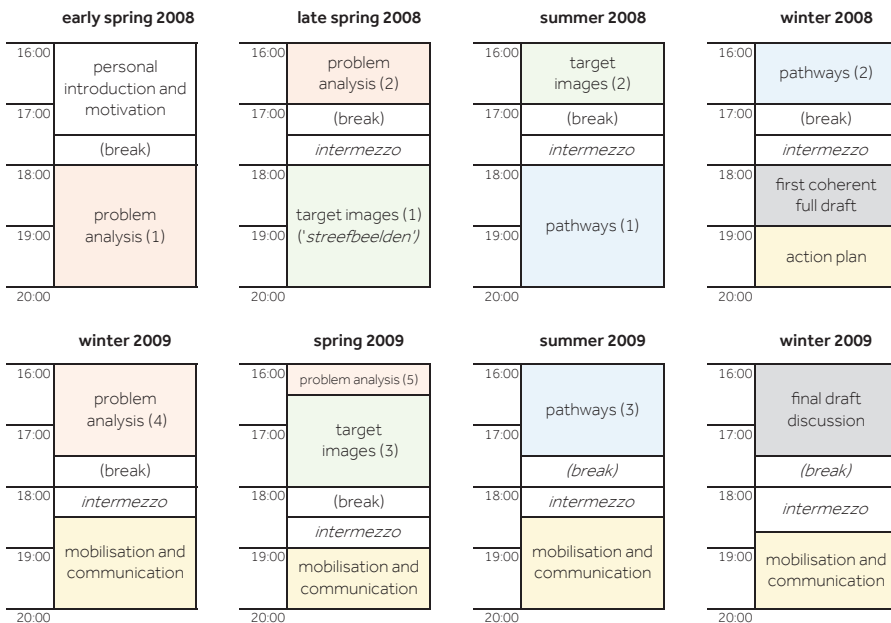 early spring 2008
16:00
personal
introduction and
motivation
17:00
(break)
18:00
problem
analysis (1)
19:00
20:00
late spring 2008
16:00
problem
analysis (2)
17:00
(break)
intermezzo
18:00
target images (1)
('streefbeelden')
19:00
20:00
summer 2008
16:00
target
images (2)
17:00
(break)
intermezzo
18:00
pathways (1)
19:00
20:00
winter 2008
16:00
pathways (2)
17:00
(break)
intermezzo
18:00
first coherent
full draft
19:00
action plan
20:00
winter 2009
16:00
problem
analysis (4)
17:00
(break)
18:00
intermezzo
mobilisation and
communication
19:00
20:00
spring 2009
16:00
problem analysis (5)
target
images (3)
17:00
18:00
(break)
intermezzo
19:00
mobilisation and
communication
20:00
summer 2009
16:00
pathways (3)
17:00
(break)
18:00
intermezzo
mobilisation and
communication
19:00
20:00
winter 2009
16:00
final draft
discussion
17:00
(break)
18:00
intermezzo
19:00
mobilisation and
communication
20:00